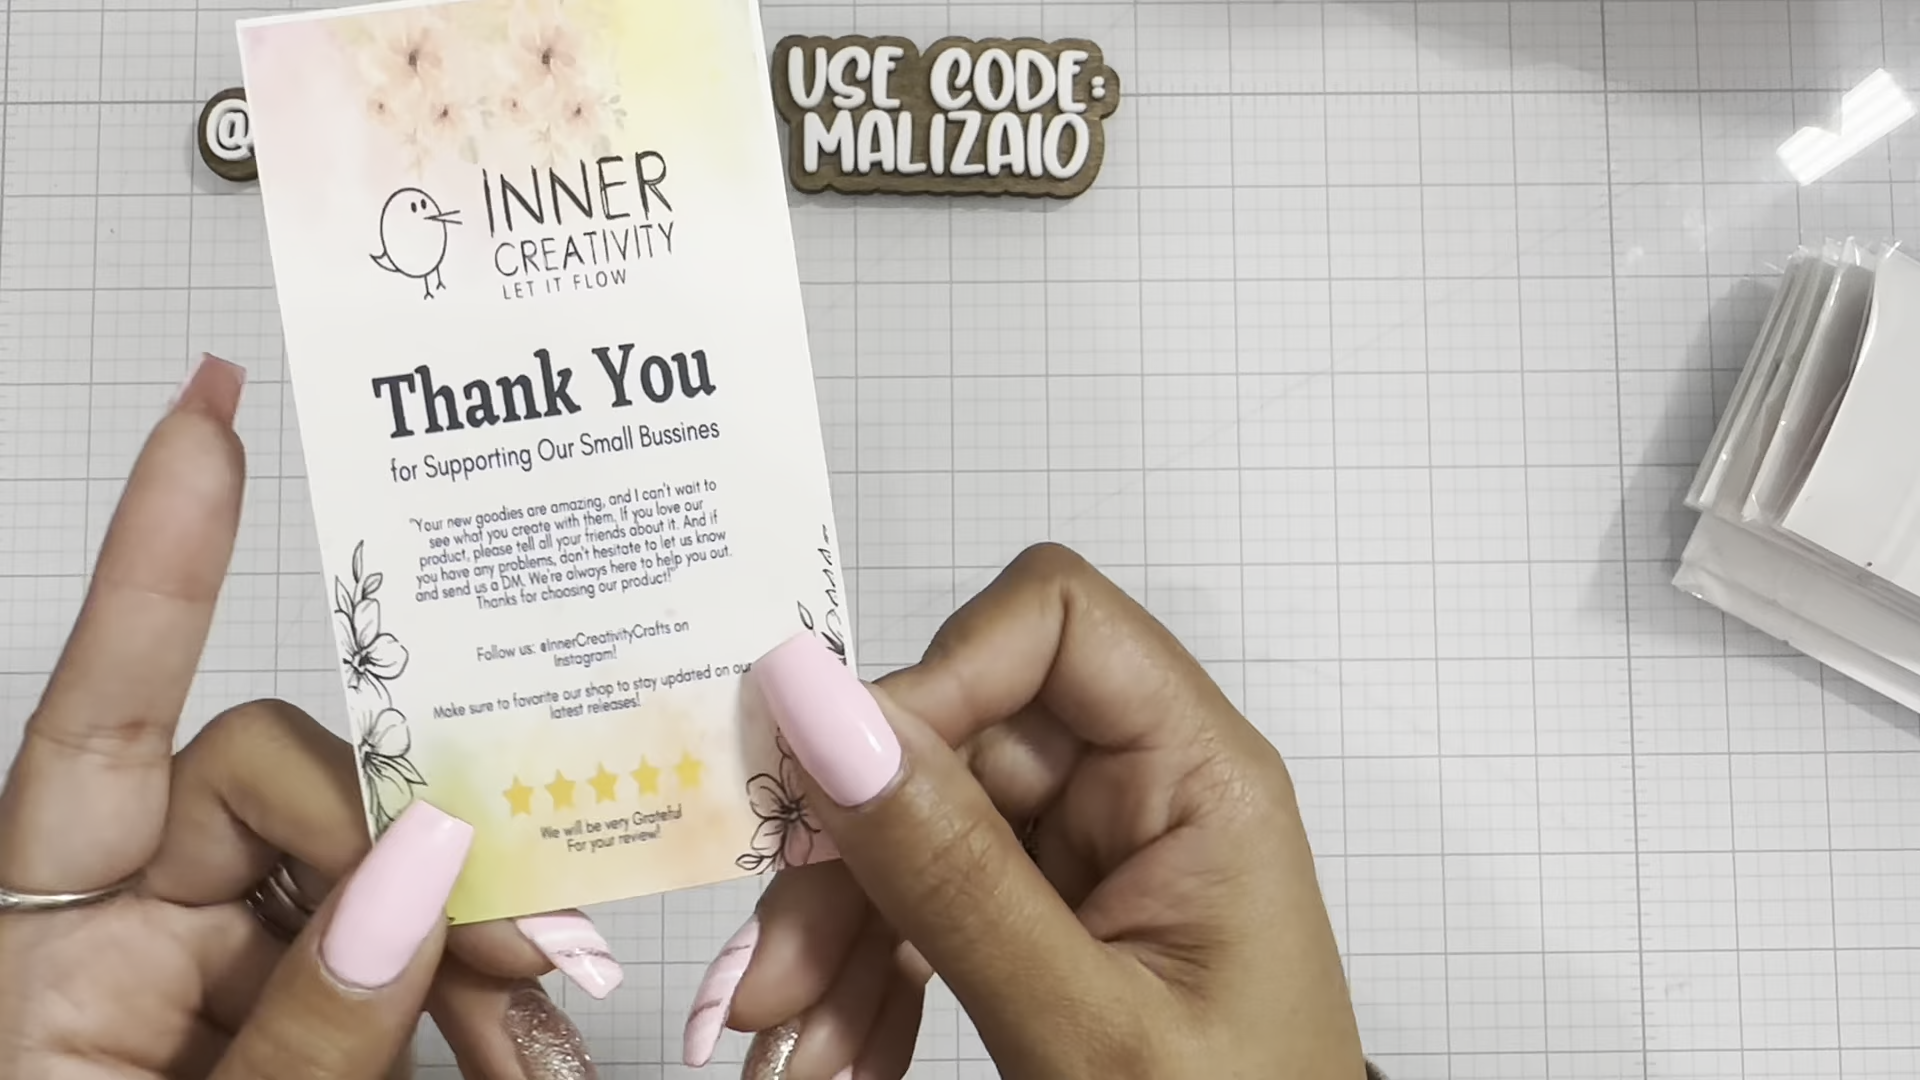 @
USE CODE:
MALIZAIO
INNER
CREATIVITY
LET IT FLOW
Thank You
for Supporting Our Small Bussines
"Your new goodies are amazing, and I can't wait to
see what you create with them. If you love our
product, please tell all your friends about it. And if
you have any problems, don't hesitate to let us know
and send us a DM. We're always here to help you out.
Thanks for choosing our product!"
Follow us: @InnerCreativityCrafts on
Instagram!
Make sure to favorite our shop to stay updated on our
latest releases!
We will be very Grateful
For your review!